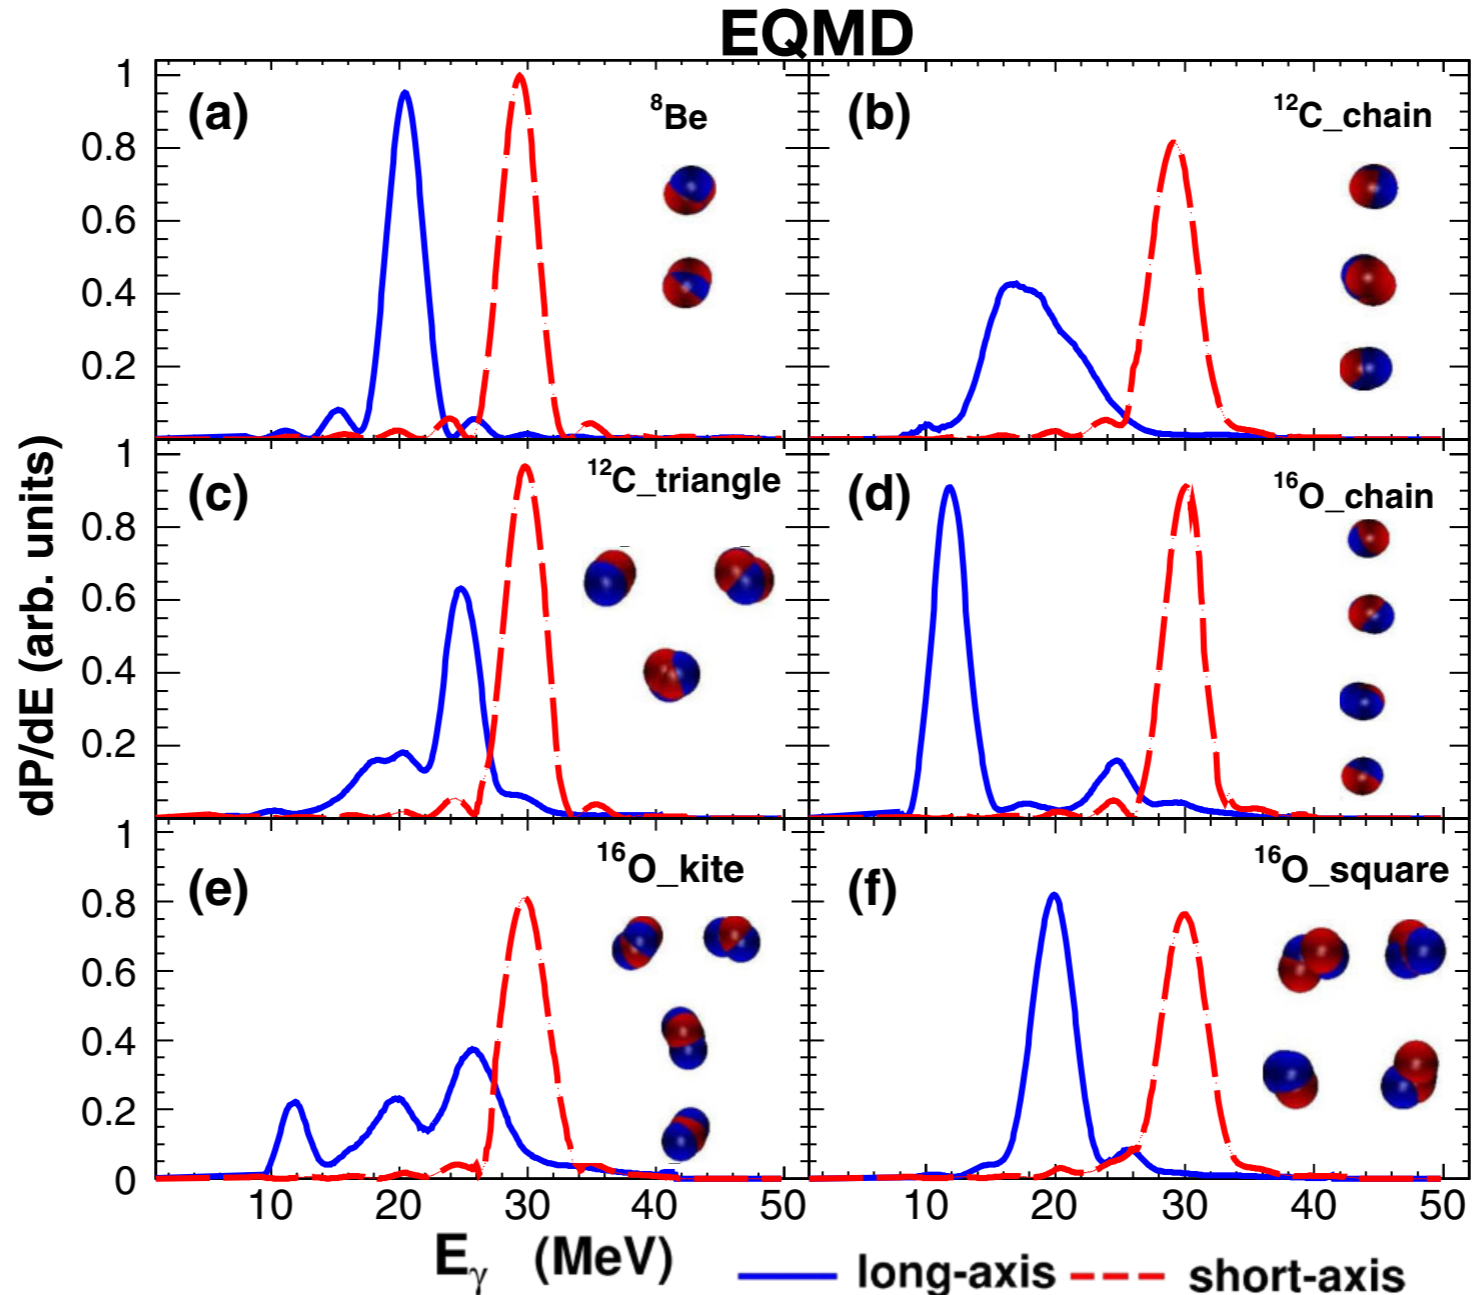 EQMD
(a) ⁸Be
1
0.8
0.6
0.4
0.2
(b) ¹²C_chain
(c) ¹²C_triangle
1
0.8
0.6
0.4
0.2
(d) ¹⁶O_chain
(e) ¹⁶O_kite
1
0.8
0.6
0.4
0.2
0
(f) ¹⁶O_square
dP/dE (arb. units)
10 20 30 40 50
10 20 30 40 50
Eγ (MeV)
long-axis
short-axis